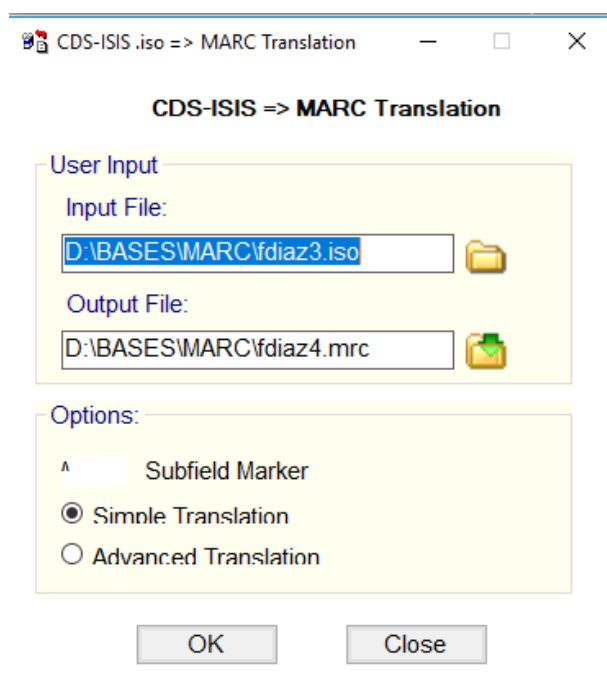 CDS-ISIS .iso => MARC Translation
CDS-ISIS => MARC Translation
User Input
Input File:
D:\BASES\MARC\fdiaz3.iso
Output File:
D:\BASES\MARC\fdiaz4.mrc
Options:
^ Subfield Marker
Simple Translation
Advanced Translation
OK Close